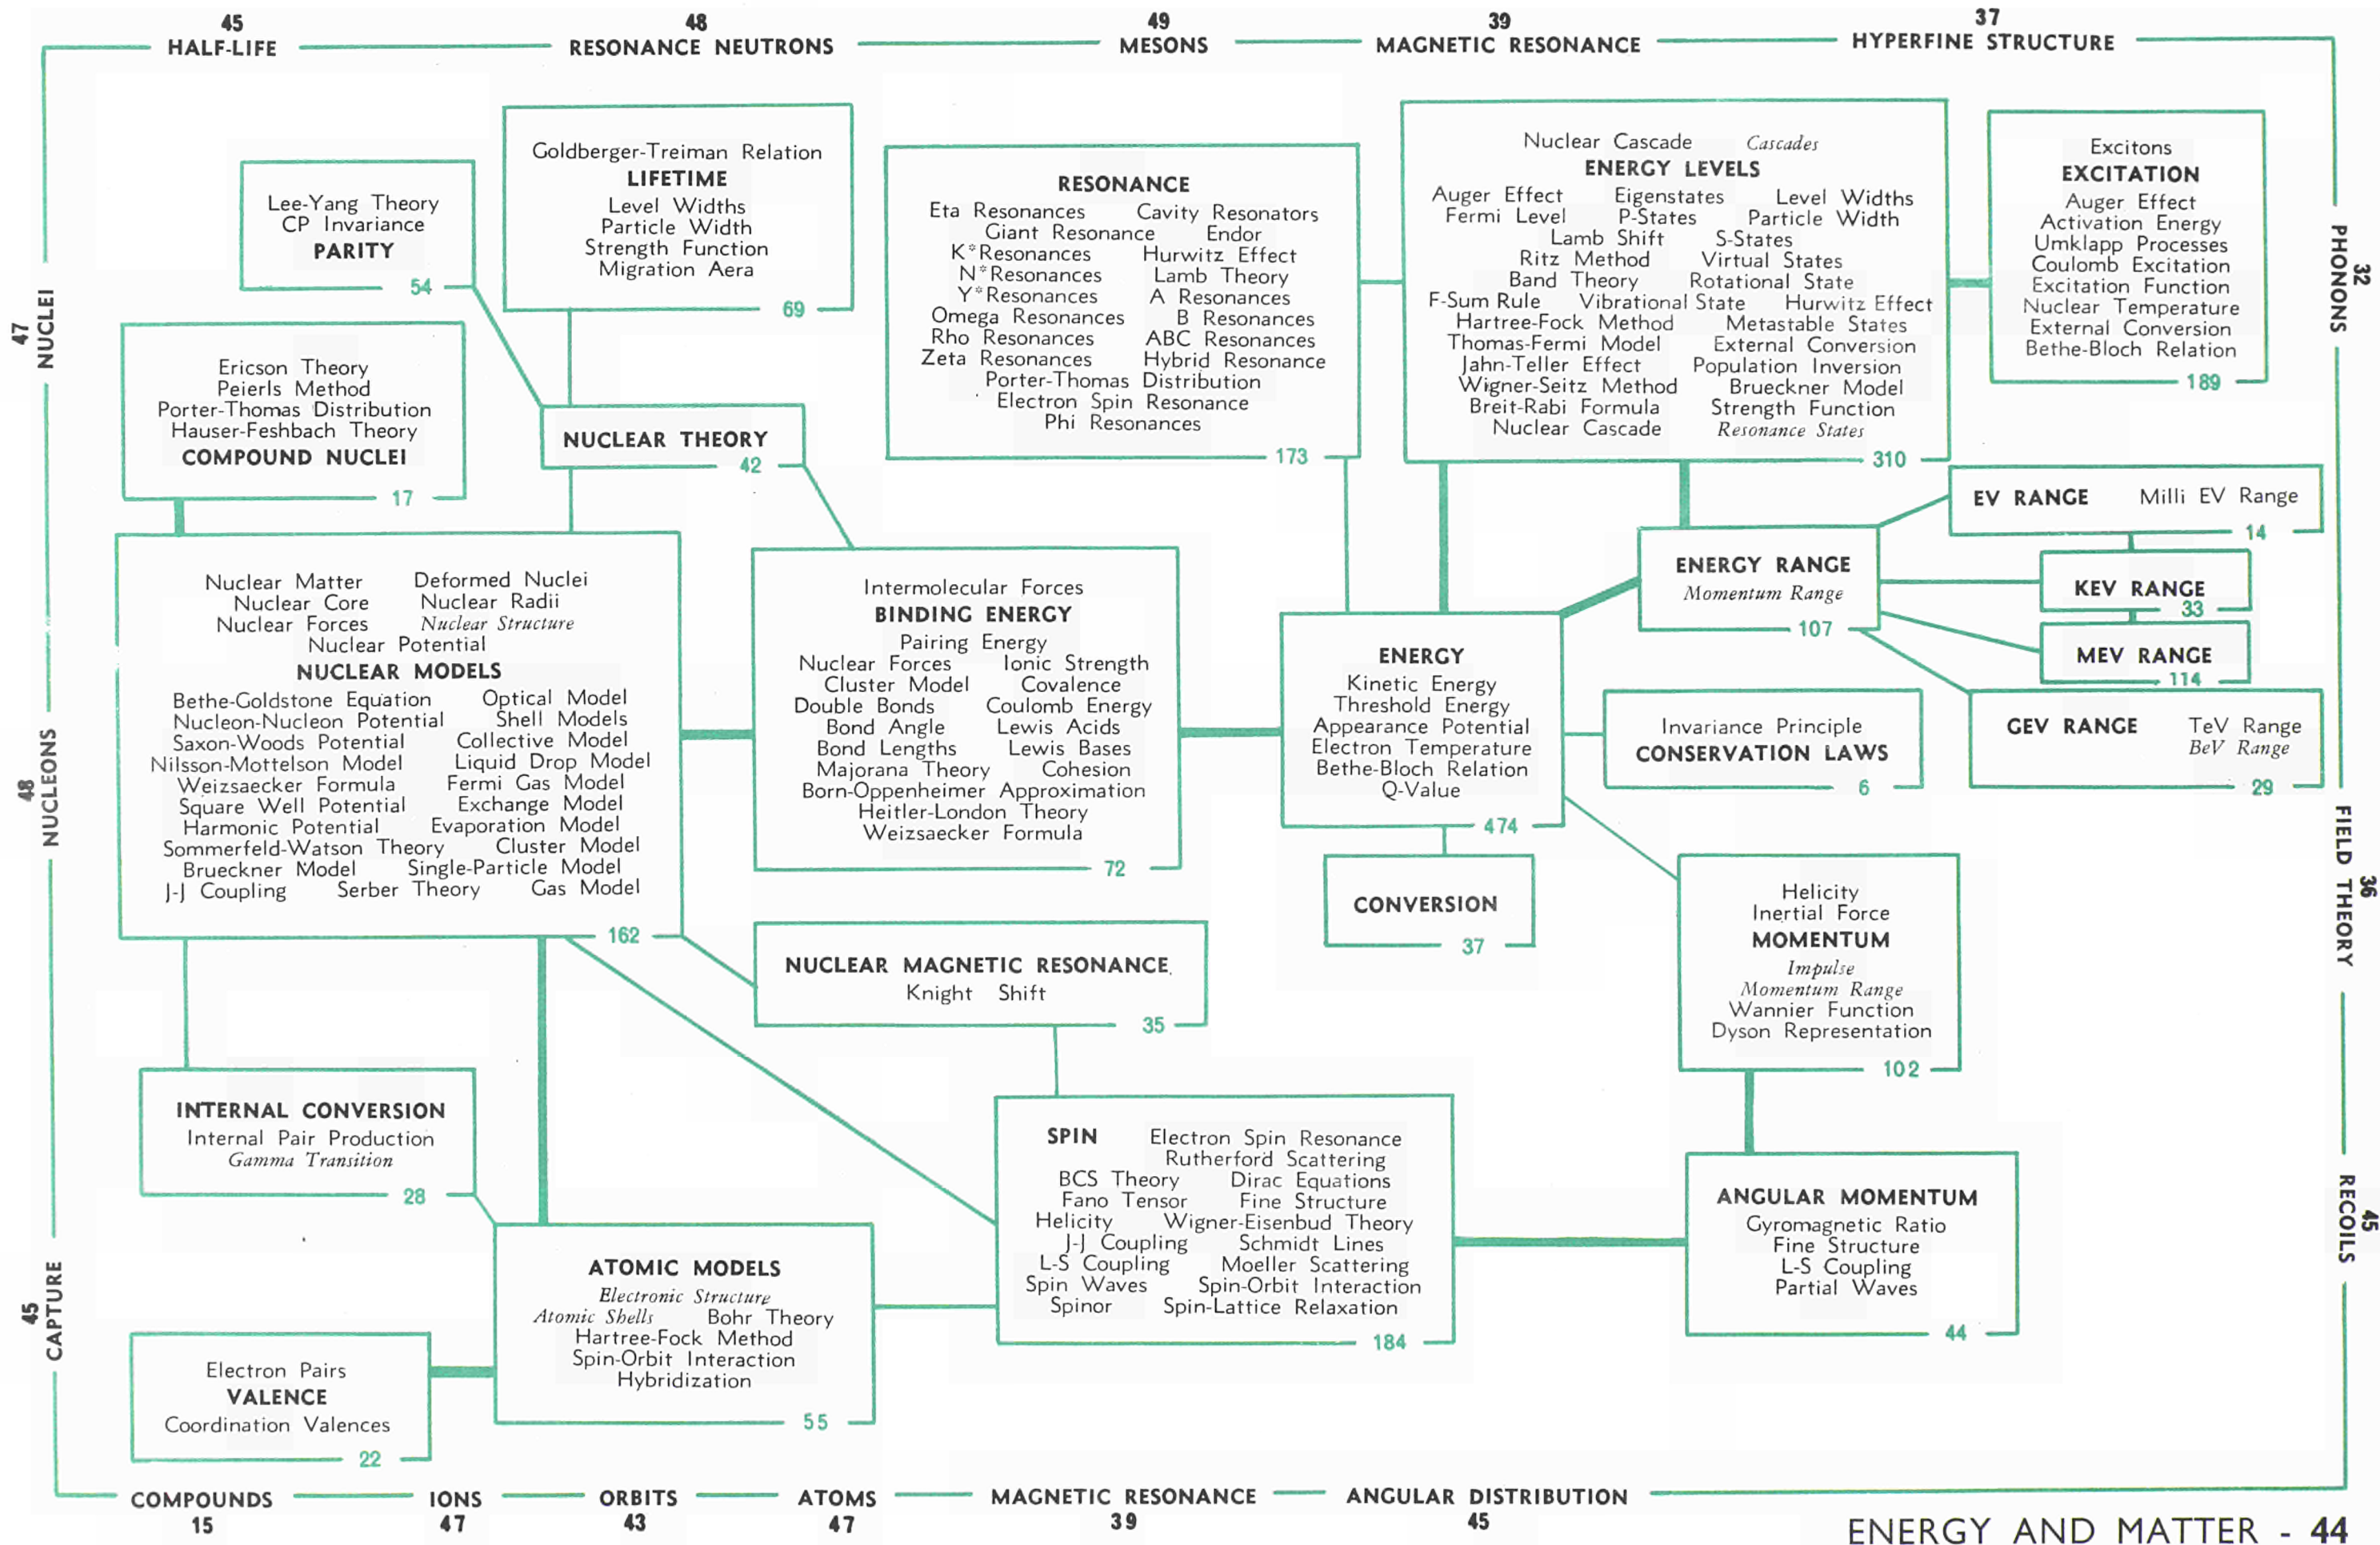 45 48 49 39 37
HALF-LIFE RESONANCE NEUTRONS MESONS MAGNETIC RESONANCE HYPERFINE STRUCTURE
47
NUCLEI
48
NUCLEONS
45
CAPTURE
Lee-Yang Theory
CP Invariance
PARITY
54
Goldberger-Treiman Relation
LIFETIME
Level Widths
Particle Width
Strength Function
Migration Aera
69
RESONANCE
Eta Resonances Cavity Resonators
Giant Resonance Endor
K*Resonances Hurwitz Effect
N*Resonances Lamb Theory
Y*Resonances A Resonances
Omega Resonances B Resonances
Rho Resonances ABC Resonances
Zeta Resonances Hybrid Resonance
Porter-Thomas Distribution
Electron Spin Resonance
Phi Resonances
173
Nuclear Cascade Cascades
ENERGY LEVELS
Auger Effect Eigenstates Level Widths
Fermi Level P-States Particle Width
Lamb Shift S-States
Ritz Method Virtual States
Band Theory Rotational State
F-Sum Rule Vibrational State Hurwitz Effect
Hartree-Fock Method Metastable States
Thomas-Fermi Model External Conversion
Jahn-Teller Effect Population Inversion
Wigner-Seitz Method Brueckner Model
Breit-Rabi Formula Strength Function
Nuclear Cascade Resonance States
310
Excitons
EXCITATION
Auger Effect
Activation Energy
Umklapp Processes
Coulomb Excitation
Excitation Function
Nuclear Temperature
External Conversion
Bethe-Bloch Relation
189
Ericson Theory
Peierls Method
Porter-Thomas Distribution
Hauser-Feshbach Theory
COMPOUND NUCLEI
17
NUCLEAR THEORY
42
EV RANGE Milli EV Range
14
KEV RANGE
33
MEV RANGE
114
GEV RANGE TeV Range
BeV Range
29
ENERGY RANGE
Momentum Range
107
Nuclear Matter Deformed Nuclei
Nuclear Core Nuclear Radii
Nuclear Forces Nuclear Structure
Nuclear Potential
NUCLEAR MODELS
Bethe-Goldstone Equation Optical Model
Nucleon-Nucleon Potential Shell Models
Saxon-Woods Potential Collective Model
Nilsson-Mottelson Model Liquid Drop Model
Weizsaecker Formula Fermi Gas Model
Square Well Potential Exchange Model
Harmonic Potential Evaporation Model
Sommerfeld-Watson Theory Cluster Model
Brueckner Model Single-Particle Model
J-J Coupling Serber Theory Gas Model
162
Intermolecular Forces
BINDING ENERGY
Pairing Energy
Nuclear Forces Ionic Strength
Cluster Model Covalence
Double Bonds Coulomb Energy
Bond Angle Lewis Acids
Bond Lengths Lewis Bases
Majorana Theory Cohesion
Born-Oppenheimer Approximation
Heitler-London Theory
Weizsaecker Formula
72
ENERGY
Kinetic Energy
Threshold Energy
Appearance Potential
Electron Temperature
Bethe-Bloch Relation
Q-Value
474
Invariance Principle
CONSERVATION LAWS
6
CONVERSION
37
Helicity
Inertial Force
MOMENTUM
Impulse
Momentum Range
Wannier Function
Dyson Representation
102
NUCLEAR MAGNETIC RESONANCE
Knight Shift
35
INTERNAL CONVERSION
Internal Pair Production
Gamma Transition
28
SPIN Electron Spin Resonance
Rutherford Scattering
BCS Theory Dirac Equations
Fano Tensor Fine Structure
Helicity Wigner-Eisenbud Theory
J-J Coupling Schmidt Lines
L-S Coupling Moeller Scattering
Spin Waves Spin-Orbit Interaction
Spinor Spin-Lattice Relaxation
184
ANGULAR MOMENTUM
Gyromagnetic Ratio
Fine Structure
L-S Coupling
Partial Waves
44
ATOMIC MODELS
Electronic Structure
Atomic Shells Bohr Theory
Hartree-Fock Method
Spin-Orbit Interaction
Hybridization
55
Electron Pairs
VALENCE
Coordination Valences
22
32
PHONONS
36
FIELD THEORY
45
RECOILS
COMPOUNDS IONS ORBITS ATOMS MAGNETIC RESONANCE ANGULAR DISTRIBUTION
15 47 43 47 39 45
ENERGY AND MATTER - 44